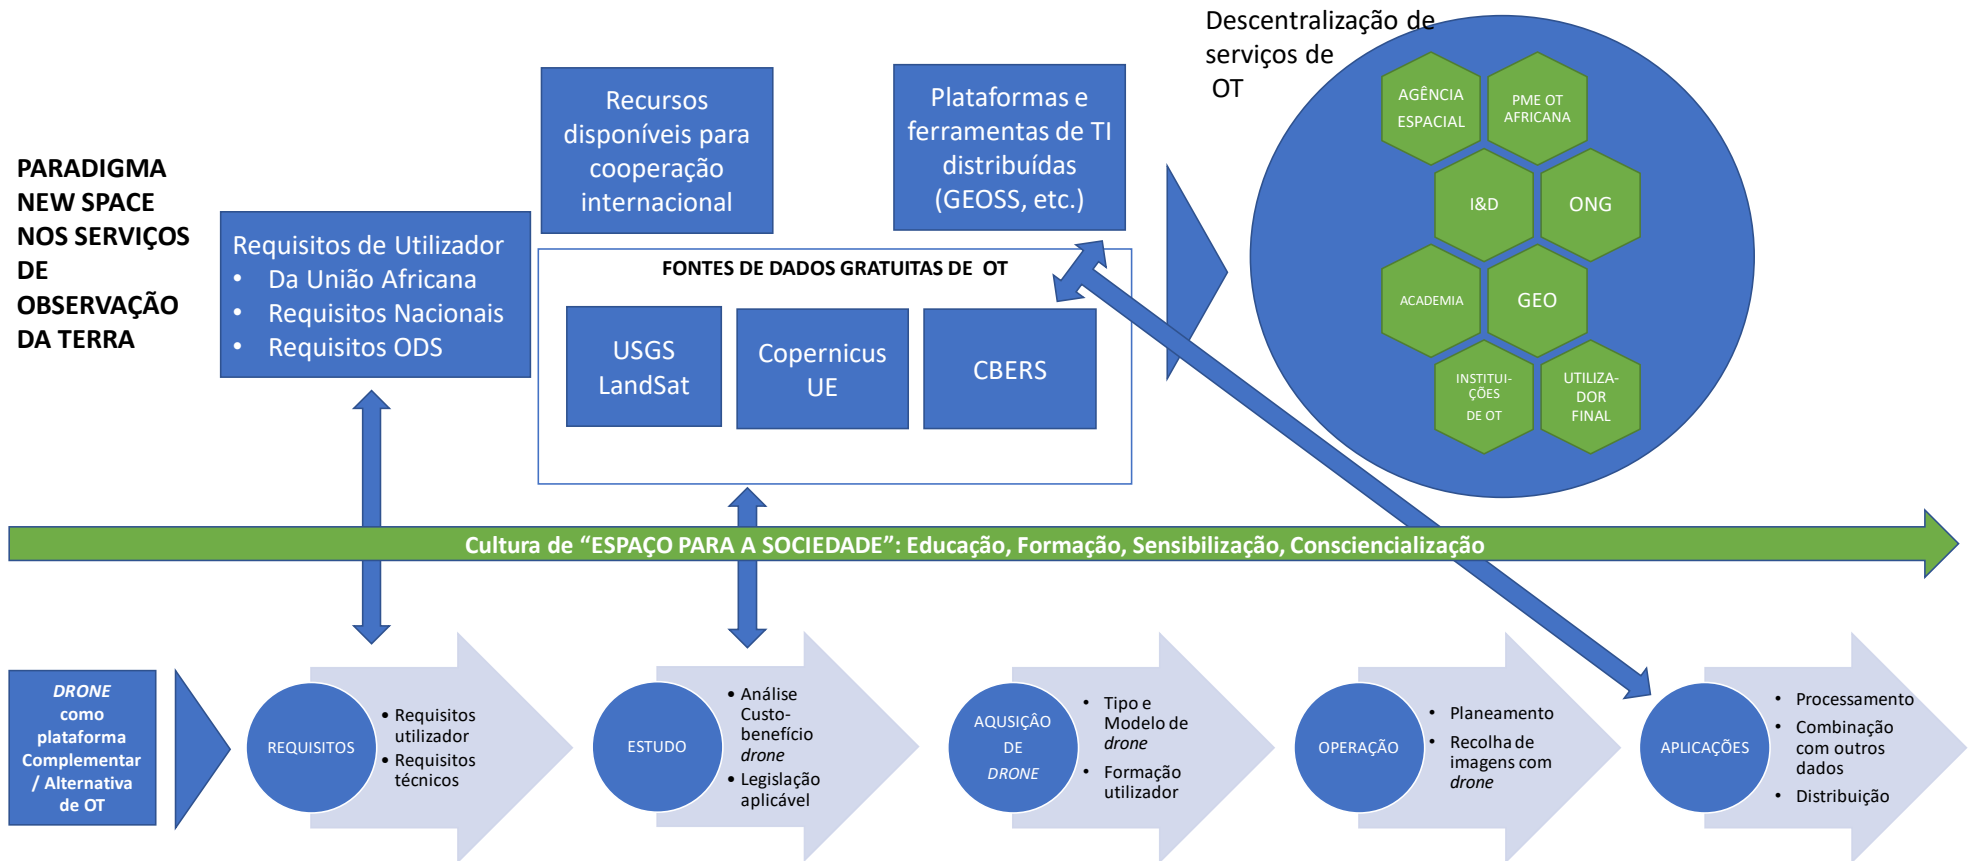 Descentralização de
serviços de
OT
PARADIGMA
NEW SPACE
NOS SERVIÇOS
DE
OBSERVAÇÃO
DA TERRA
Requisitos de Utilizador
• Da União Africana
• Requisitos Nacionais
• Requisitos ODS
Recursos
disponíveis para
cooperação
internacional
Plataformas e
ferramentas de TI
distribuídas
(GEOSS, etc.)
FONTES DE DADOS GRATUITAS DE OT
USGS
LandSat
Copernicus
UE
CBERS
AGÊNCIA
ESPACIAL
PME OT
AFRICANA
I&D
ONG
ACADEMIA
GEO
INSTITUI-
ÇÕES
DE OT
UTILIZA-
DOR
FINAL
Cultura de “ESPAÇO PARA A SOCIEDADE”: Educação, Formação, Sensibilização, Consciencialização
DRONE
como
plataforma
Complementar
/ Alternativa
de OT
REQUISITOS
• Requisitos
utilizador
• Requisitos
técnicos
ESTUDO
• Análise
Custo-
benefício
drone
• Legislação
aplicável
AQUSIÇÂO
DE
DRONE
• Tipo e
Modelo de
drone
• Formação
utilizador
OPERAÇÃO
• Planeamento
• Recolha de
imagens com
drone
APLICAÇÕES
• Processamento
• Combinação
com outros
dados
• Distribuição